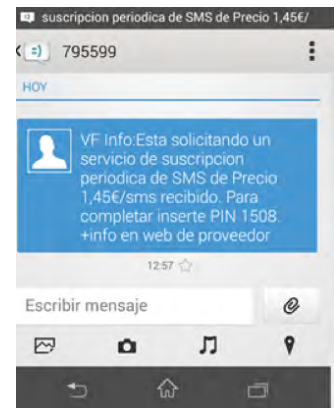 suscripcion periodica de SMS de Precio 1,45€/
795599
HOY
VF Info:Esta solicitando un
servicio de suscripcion
periodica de SMS de Precio
1,45€/sms recibido. Para
completar inserte PIN 1508.
+info en web de proveedor
12:57
Escribir mensaje